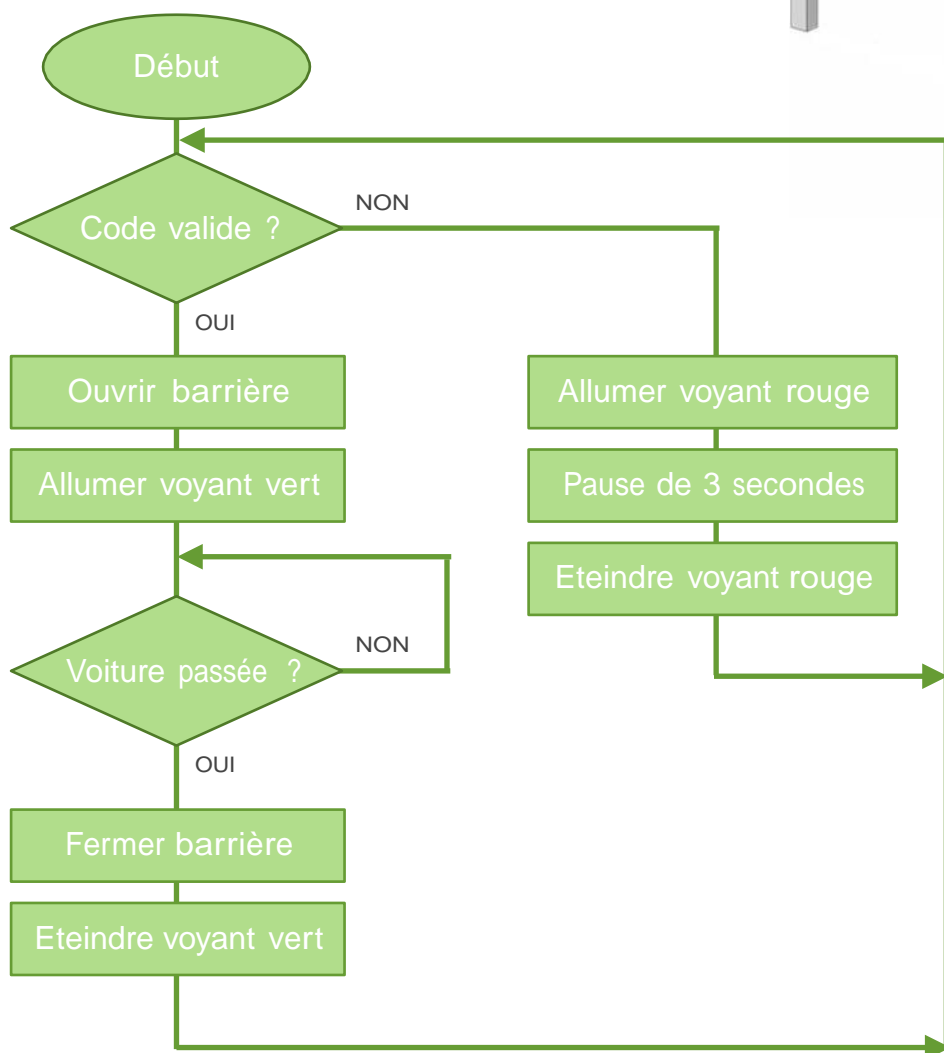 Début
Code valide ?
NON
OUI
Ouvrir barrière
Allumer voyant vert
Voiture passée ?
NON
OUI
Fermer barrière
Eteindre voyant vert
Allumer voyant rouge
Pause de 3 secondes
Eteindre voyant rouge